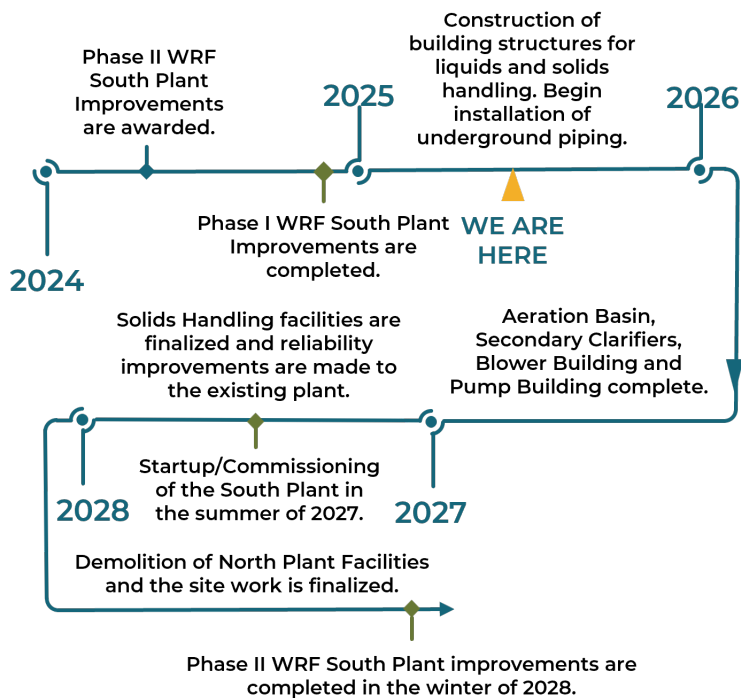 Phase II WRF
South Plant
Improvements
are awarded.
2025
Construction of
building structures for
liquids and solids
handling. Begin
installation of
underground piping.
2026
2024
Phase I WRF South Plant
Improvements are
completed.
WE ARE
HERE
Solids Handling facilities are
finalized and reliability
improvements are made to
the existing plant.
Aeration Basin,
Secondary Clarifiers,
Blower Building and
Pump Building complete.
2028
Startup/Commissioning
of the South Plant in
the summer of 2027.
2027
Demolition of North Plant Facilities
and the site work is finalized.
Phase II WRF South Plant improvements are
completed in the winter of 2028.